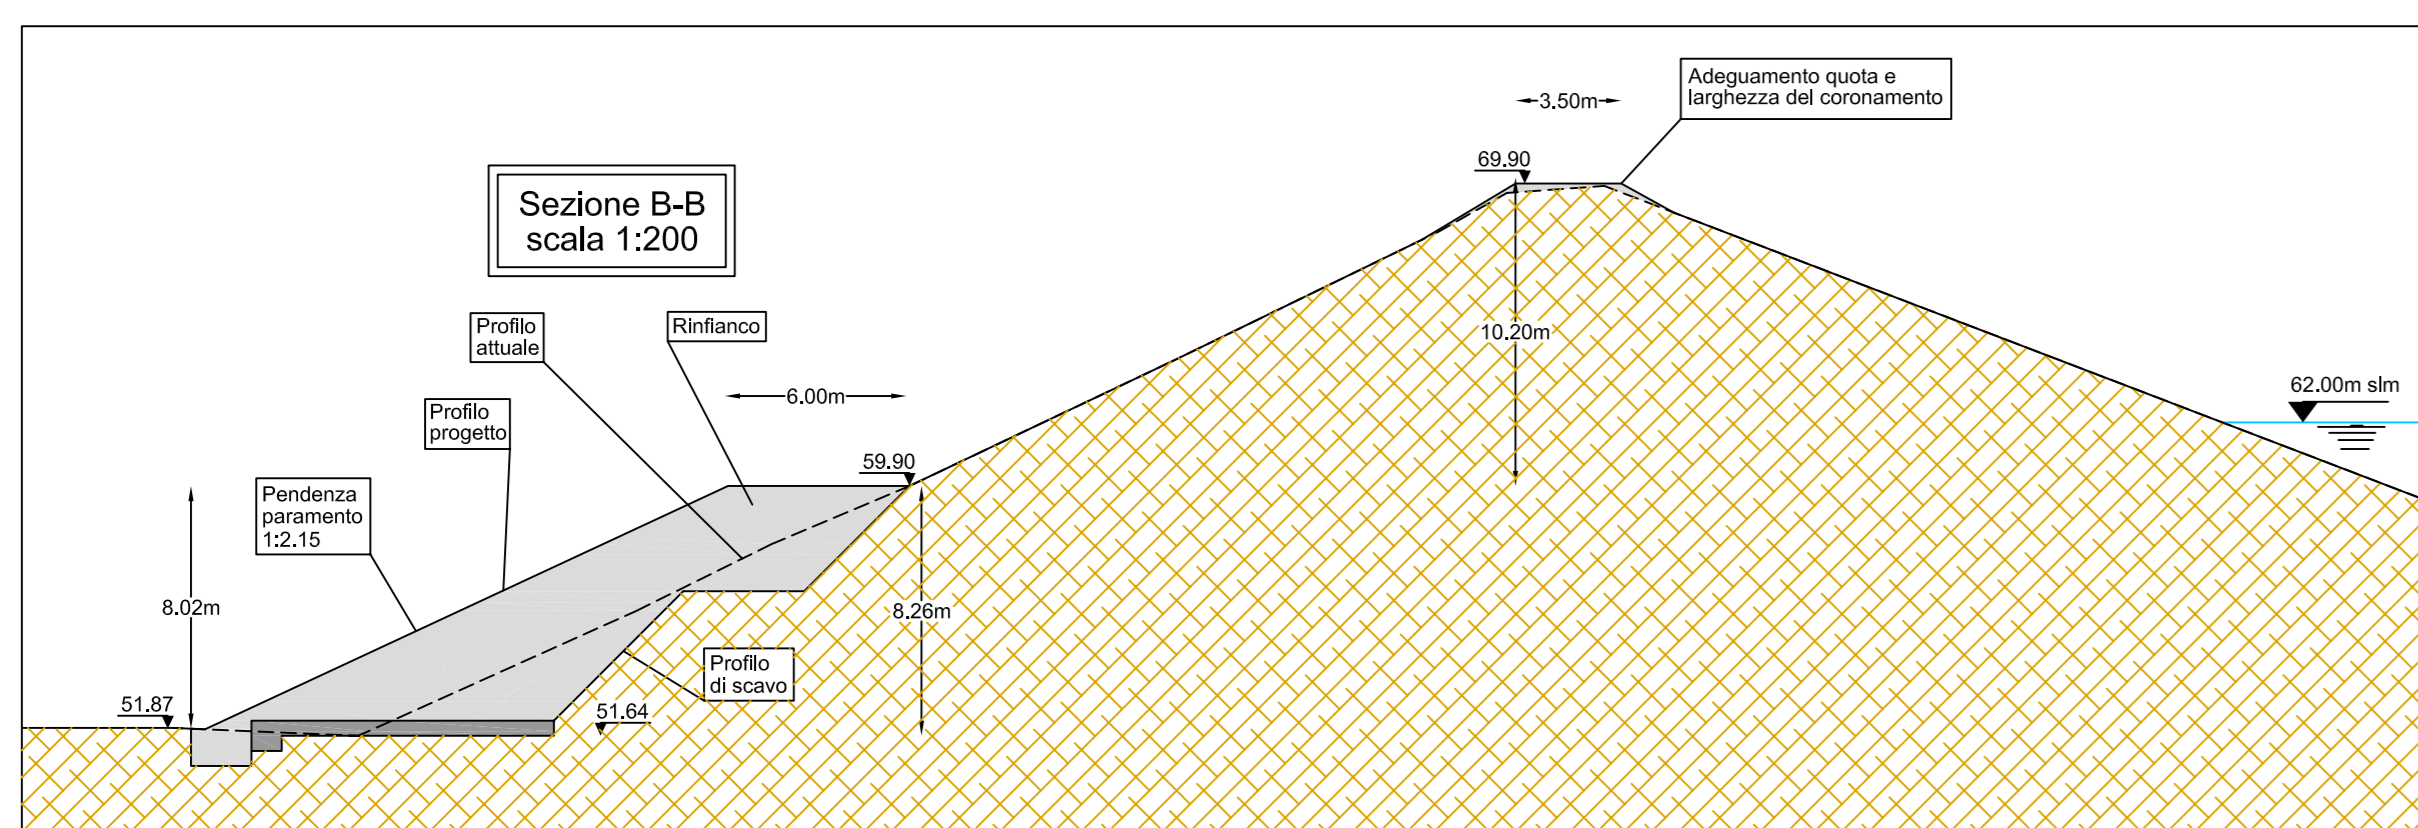 Adeguamento quota e
larghezza del coronamento
3.50m
69.90
Sezione B-B
scala 1:200
Profilo
attuale
Rinfianco
10.20m
62.00m slm
6.00m
Profilo
progetto
59.90
Pendenza
paramento
1:2.15
8.02m
8.26m
Profilo
di scavo
51.87
51.64